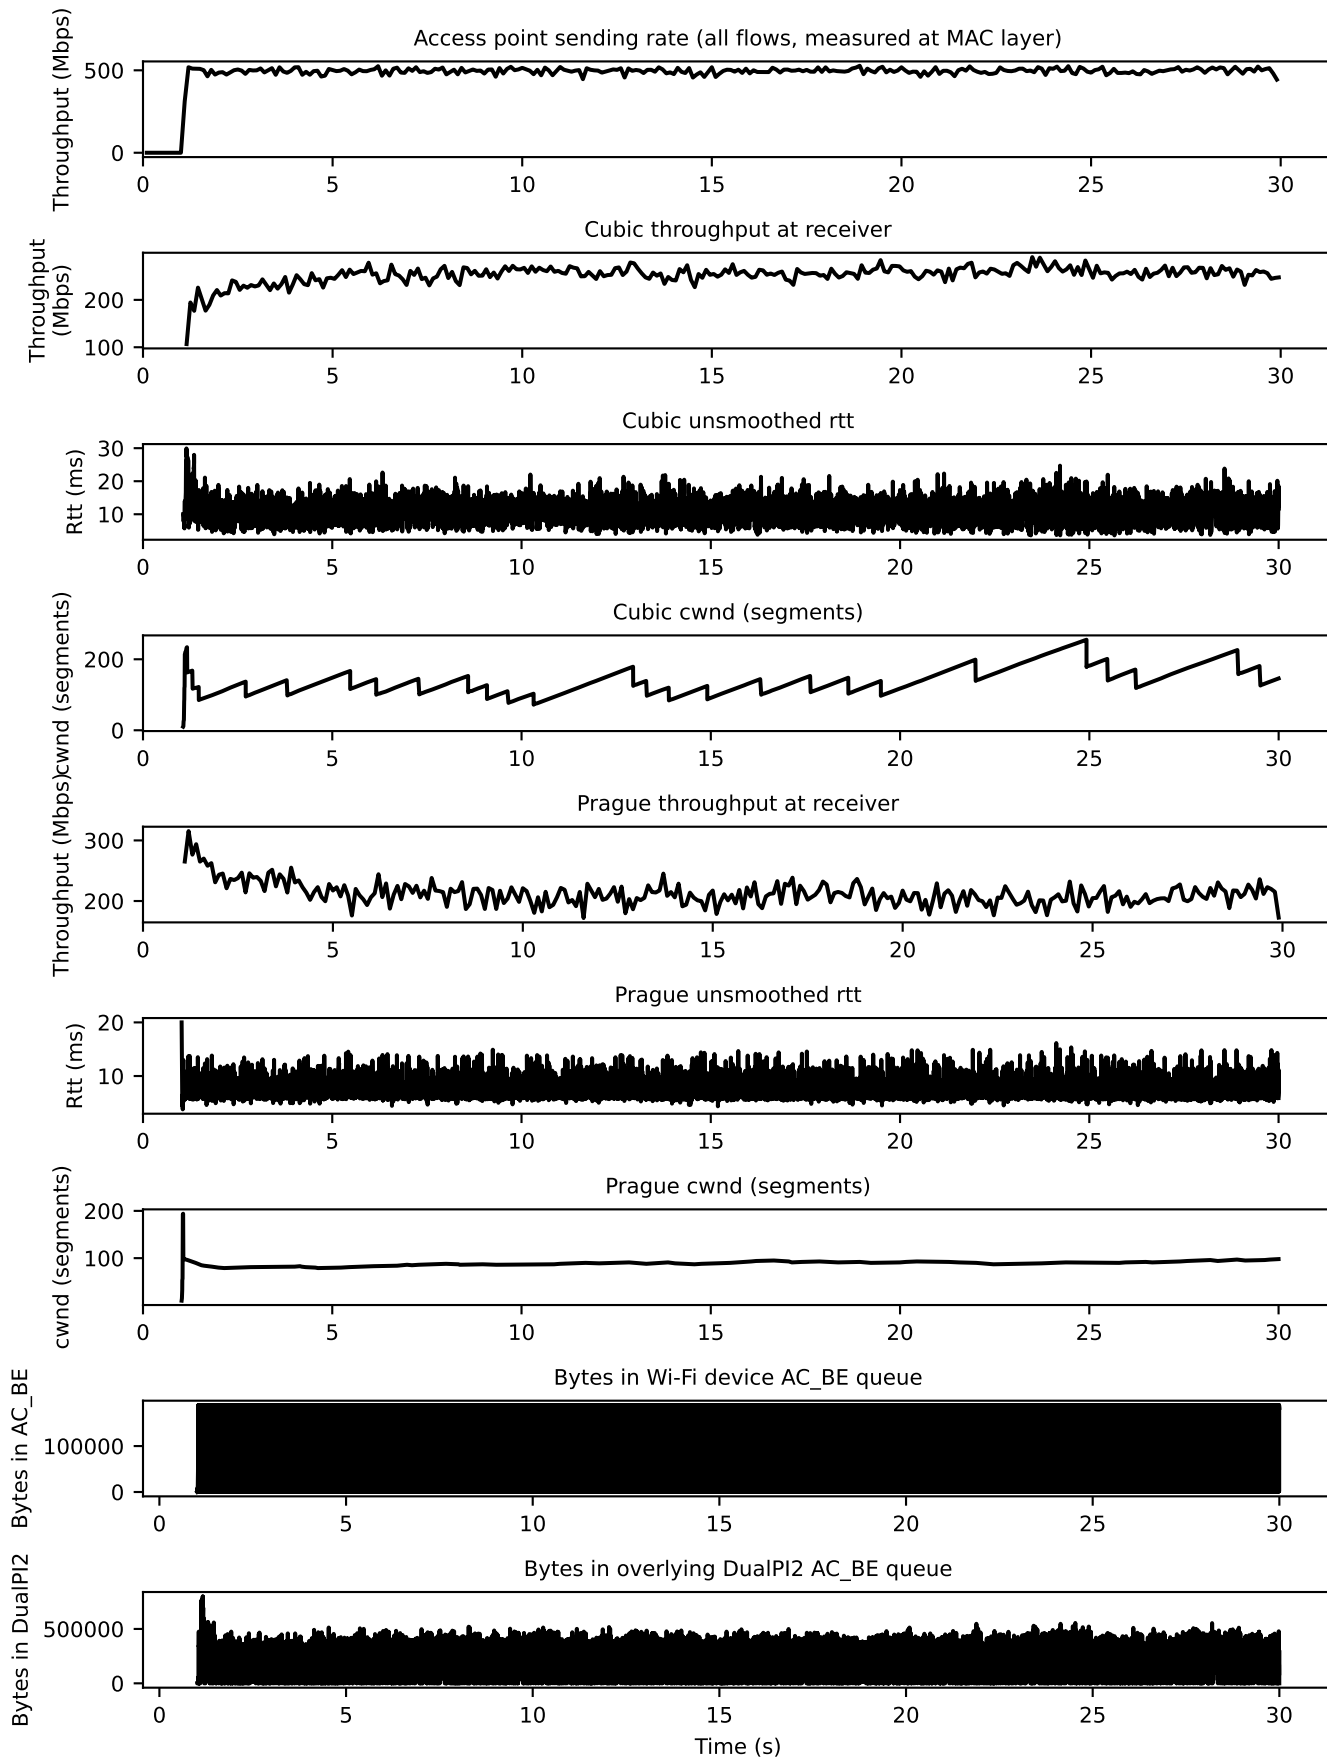 Access point sending rate (all flows, measured at MAC layer)
Throughput (Mbps)
500
0
0 5 10 15 20 25 30
Cubic throughput at receiver
Throughput
(Mbps)
200
100
0 5 10 15 20 25 30
Cubic unsmoothed rtt
Rtt (ms)
30
20
10
0 5 10 15 20 25 30
Cubic cwnd (segments)
cwnd (segments)
200
0
0 5 10 15 20 25 30
Prague throughput at receiver
Throughput (Mbps)
300
200
0 5 10 15 20 25 30
Prague unsmoothed rtt
Rtt (ms)
20
10
0 5 10 15 20 25 30
Prague cwnd (segments)
cwnd (segments)
200
100
0 5 10 15 20 25 30
Bytes in Wi-Fi device AC_BE queue
Bytes in AC_BE
100000
0
0 5 10 15 20 25 30
Bytes in overlying DualPI2 AC_BE queue
Bytes in DualPI2
500000
0
0 5 10 15 20 25 30
Time (s)